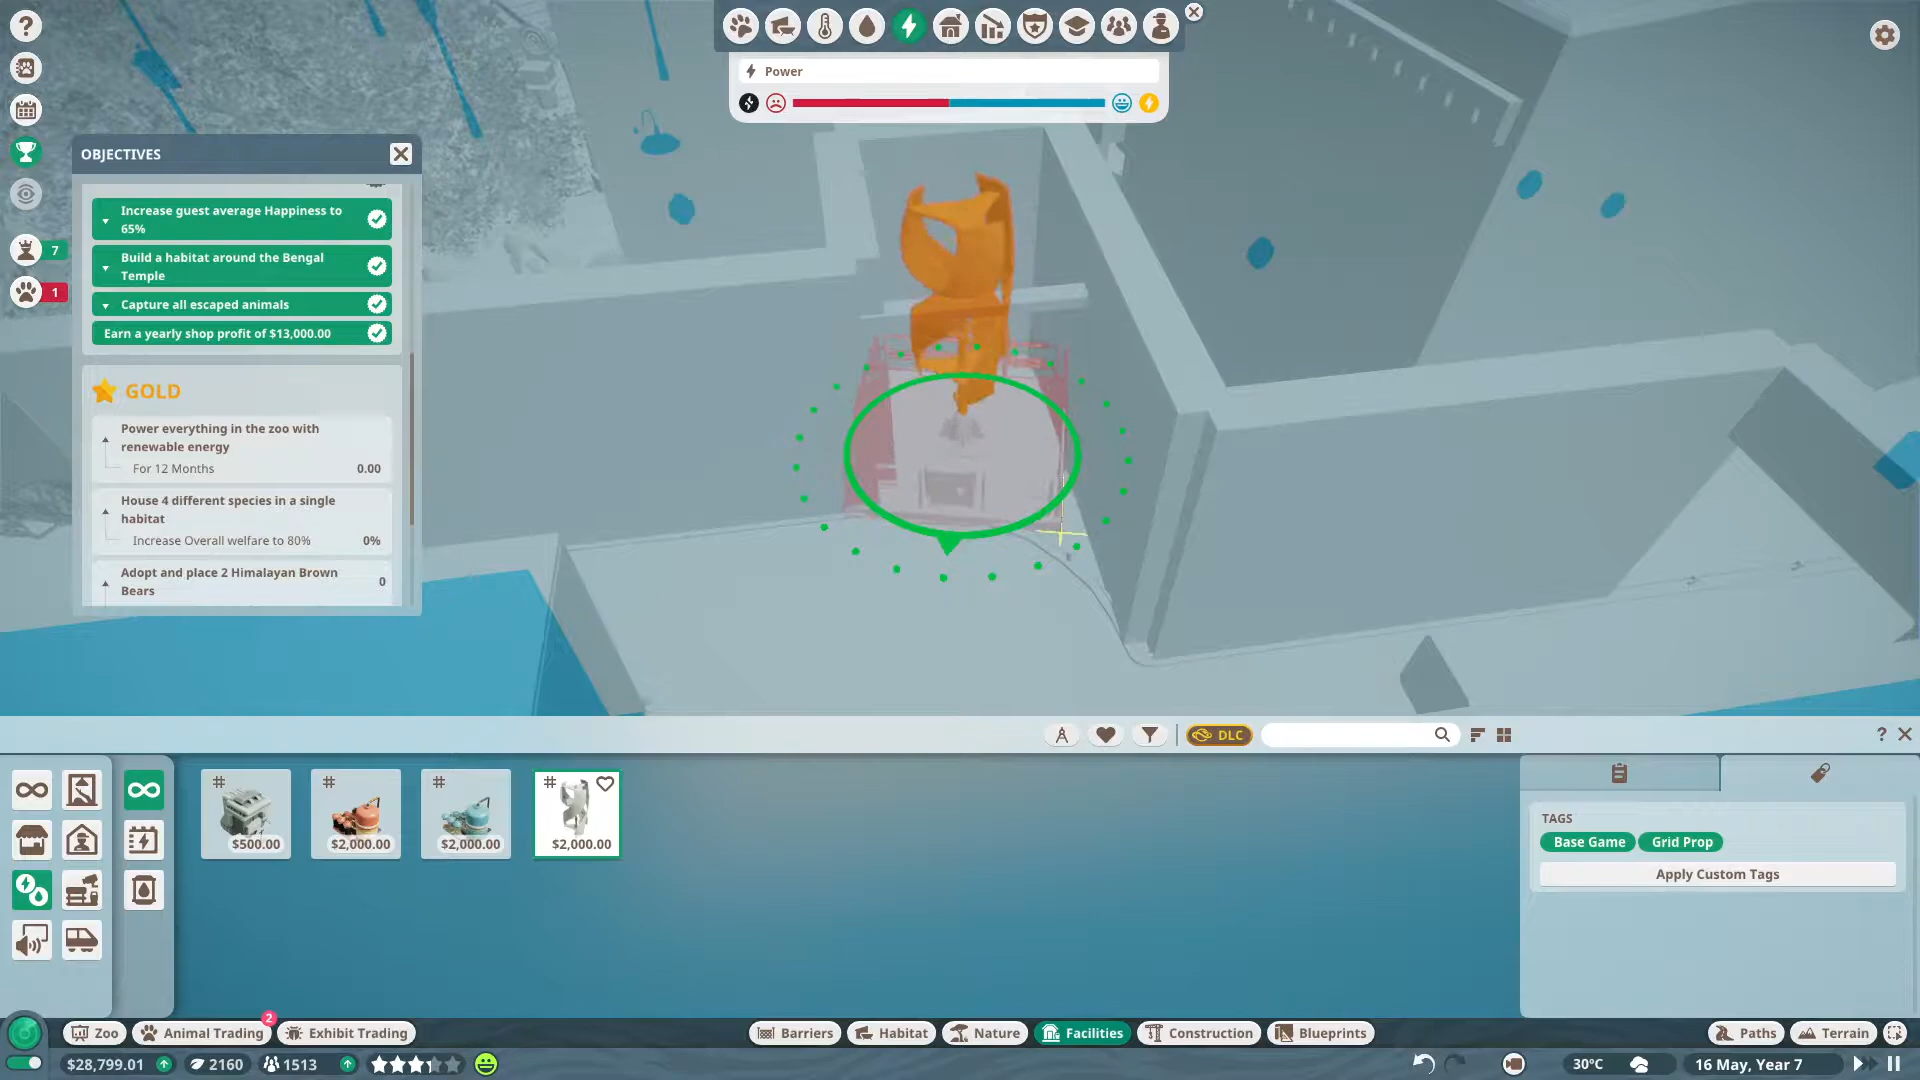 Power
OBJECTIVES
Increase guest average Happiness to
65%
Build a habitat around the Bengal
Temple
Capture all escaped animals
Earn a yearly shop profit of $13,000.00
GOLD
Power everything in the zoo with
renewable energy
For 12 Months 0.00
House 4 different species in a single
habitat
Increase Overall welfare to 80% 0%
Adopt and place 2 Himalayan Brown
Bears
0
7
1
DLC
$500.00
$2,000.00
$2,000.00
$2,000.00
TAGS
Base Game Grid Prop
Apply Custom Tags
Zoo
Animal Trading
2
Exhibit Trading
Barriers
Habitat
Nature
Facilities
Construction
Blueprints
Paths
Terrain
$28,799.01
2160
1513
30°C
16 May, Year 7